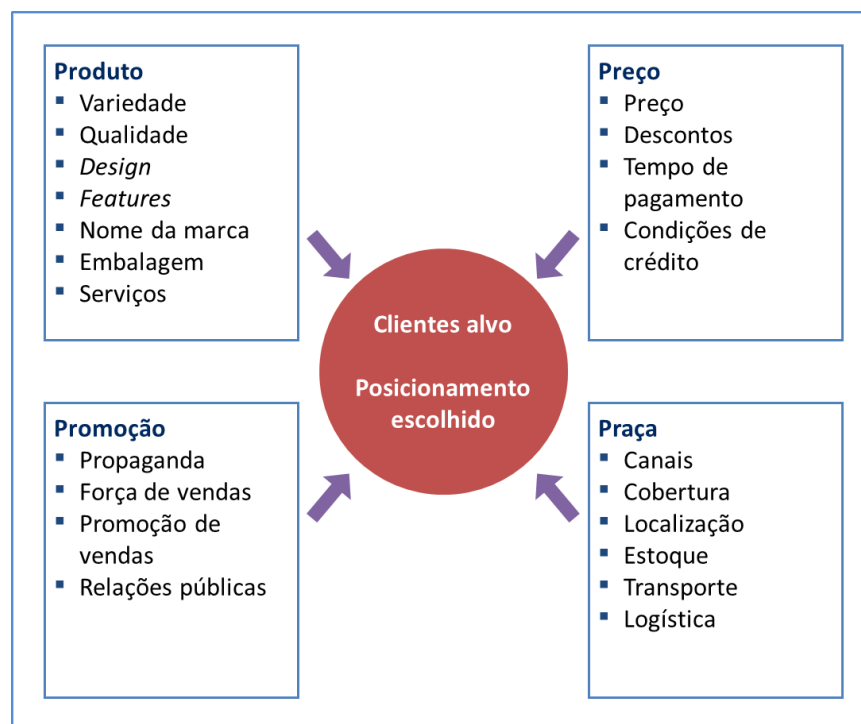 Produto
▪ Variedade
▪ Qualidade
▪ Design
▪ Features
▪ Nome da marca
▪ Embalagem
▪ Serviços
Preço
▪ Preço
▪ Descontos
▪ Tempo de
pagamento
▪ Condições de
crédito
Clientes alvo
Posicionamento
escolhido
Promoção
▪ Propaganda
▪ Força de vendas
▪ Promoção de
vendas
▪ Relações públicas
Praça
▪ Canais
▪ Cobertura
▪ Localização
▪ Estoque
▪ Transporte
▪ Logística